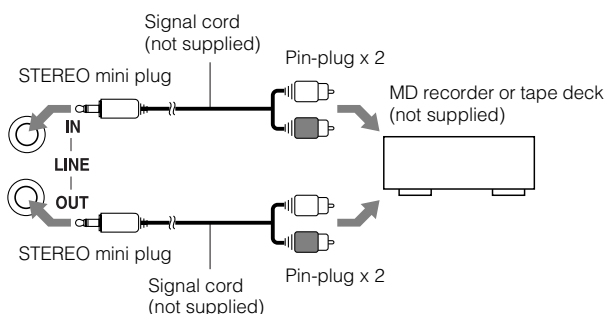 Signal cord
(not supplied)
Pin-plug x 2
STEREO mini plug
MD recorder or tape deck
(not supplied)
IN
LINE
OUT
STEREO mini plug
Signal cord
(not supplied)
Pin-plug x 2